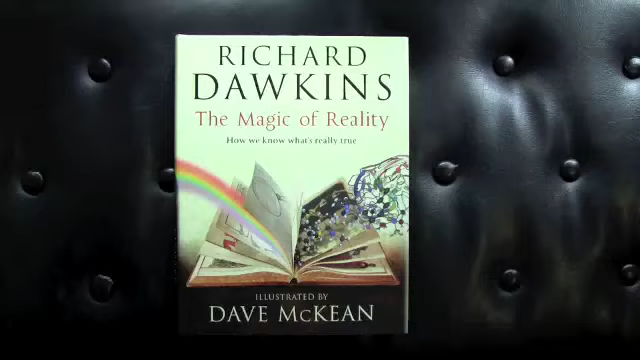 RICHARD
DAWKINS
The Magic of Reality
How we know what's really true
ILLUSTRATED BY
DAVE McKEAN